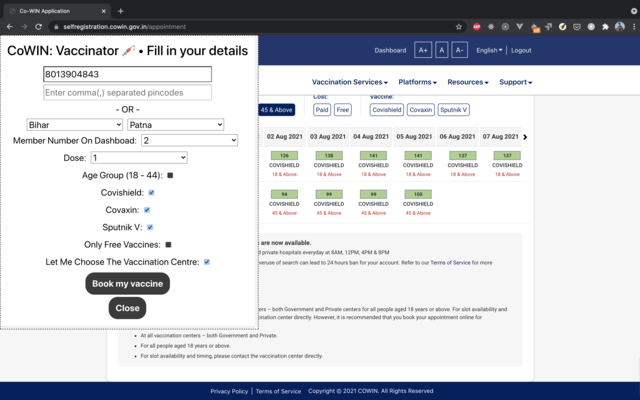 Co-WIN Application
selfregistration.cowin.gov.in/appointment
CoWIN: Vaccinator 💉 • Fill in your details
8013904843
Enter comma(,) separated pincodes
- OR -
Bihar Patna
Member Number On Dashboad: 2
Dose: 1
Age Group (18 - 44):
Covishield:
Covaxin:
Sputnik V:
Only Free Vaccines:
Let Me Choose The Vaccination Centre:
Book my vaccine
Close
Dashboard A+ A A- English Logout
Vaccination Services Platforms Resources Support
Cost: Vaccine:
45 & Above Paid Free Covishield Covaxin Sputnik V
02 Aug 2021 03 Aug 2021 04 Aug 2021 05 Aug 2021 06 Aug 2021 07 Aug 2021
126 138 141 141 137 137
COVISHIELD COVISHIELD COVISHIELD COVISHIELD COVISHIELD COVISHIELD
18 & Above 18 & Above 18 & Above 18 & Above 18 & Above 18 & Above
94 99 99 100
COVISHIELD COVISHIELD COVISHIELD COVISHIELD
45 & Above 45 & Above 45 & Above 45 & Above
are now available.
private hospitals everyday at 8AM, 12PM, 4PM & 8PM
overuse of search can lead to 24 hours ban for your account. Refer to our Terms of Service for more
– both Government and Private centers for all people aged 18 years or above. For slot availability and
center directly. However, it is recommended that you book your appointment online for
At all vaccination centers – both Government and Private.
For all people aged 18 years or above.
For slot availability and timing, please contact the vaccination center directly.
Privacy Policy | Terms of Service Copyright © 2021 COWIN. All Rights Reserved